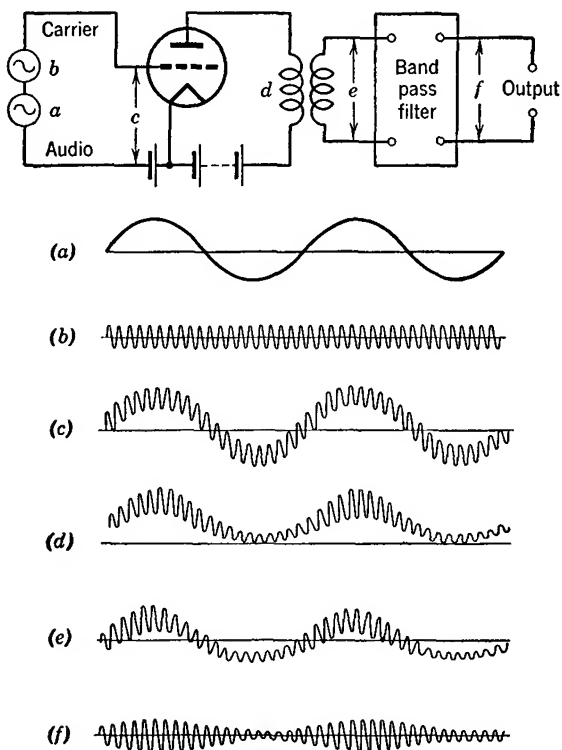 Carrier
b
a
c
Audio
d
e
Band
pass
filter
f
Output
(a)
(b)
(c)
(d)
(e)
(f)